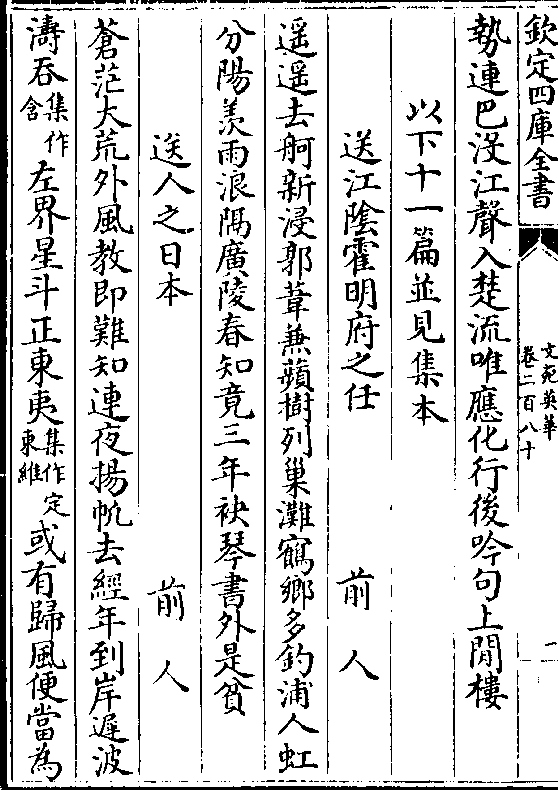 欽定四庫全書
文苑英華
卷二百八十
一
勢連巴沒江聲入楚流唯應化行後吟句上閒樓
以下十一篇並見集本
送江陰霍明府之任　前人
遥遥去舸新浸郭葦兼蘋樹列巢灘鶴鄉多釣浦人虹
分陽羨雨浪隔廣陵春知竟三年秩琴書外是貧
送人之日本　前人
蒼茫大荒外風教即難知連夜揚帆去經年到岸遲波
濤吞集作含左界星斗正東夷集作定東維或有歸風便當為